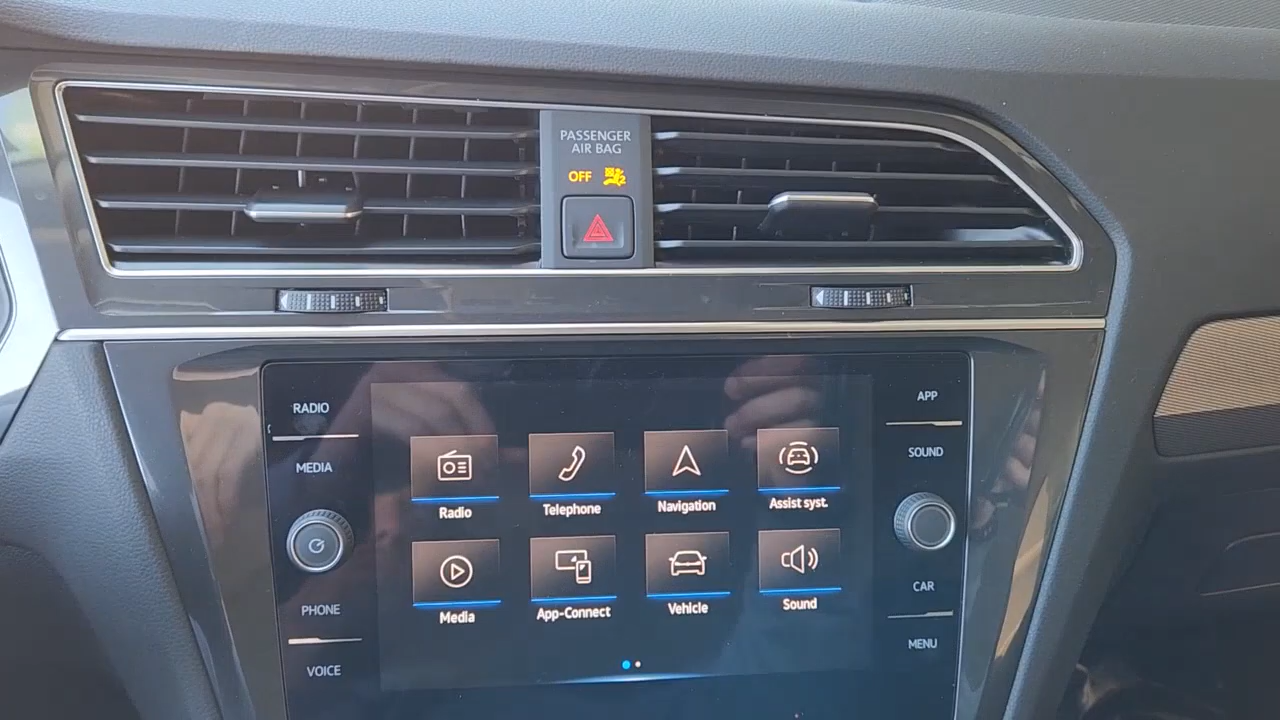 PASSENGER
AIR BAG
OFF
RADIO
MEDIA
PHONE
VOICE
Radio
Telephone
Navigation
Assist syst.
Media
App-Connect
Vehicle
Sound
APP
SOUND
CAR
MENU